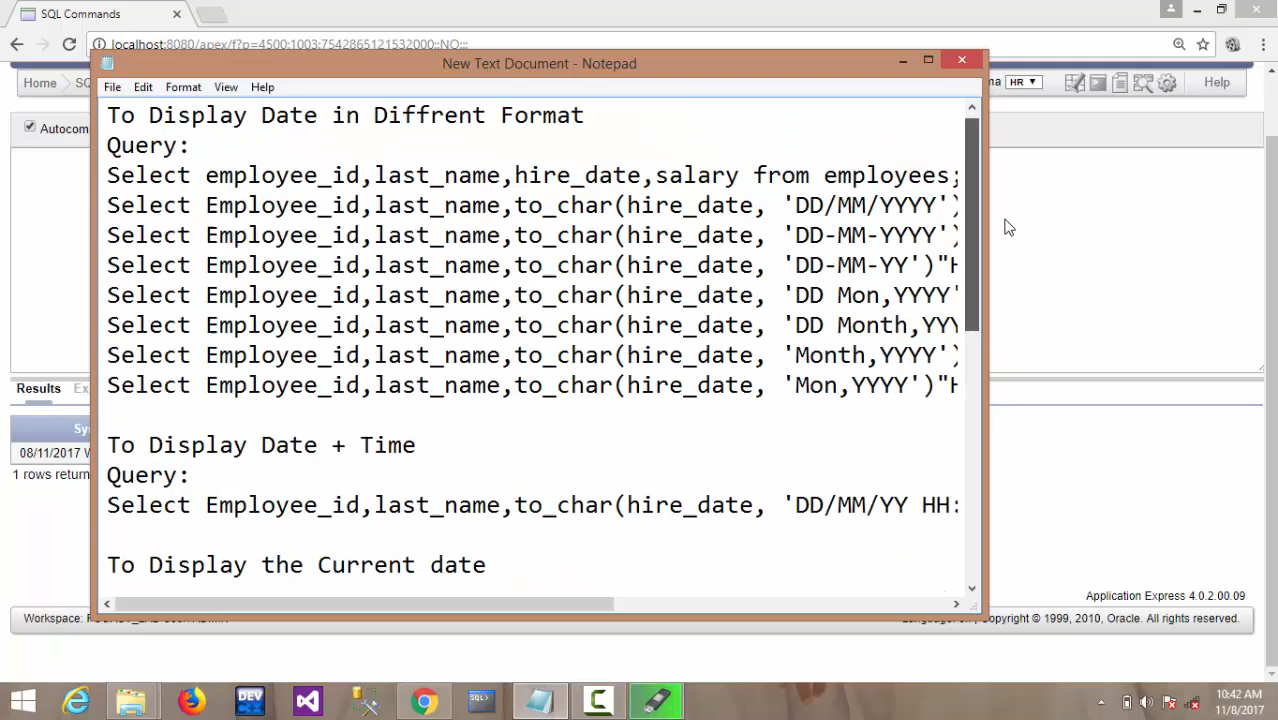 SQL Commands
localhost:8080/apex/f?p=4500:1003:7542865121532000::NO:::
New Text Document - Notepad
Home
HR
Help
File Edit Format View Help
To Display Date in Diffrent Format
Query:
Select employee_id,last_name,hire_date,salary from employees;
Select Employee_id,last_name,to_char(hire_date, 'DD/MM/YYYY')
Select Employee_id,last_name,to_char(hire_date, 'DD-MM-YYYY')
Select Employee_id,last_name,to_char(hire_date, 'DD-MM-YY')"H
Select Employee_id,last_name,to_char(hire_date, 'DD Mon,YYYY'
Select Employee_id,last_name,to_char(hire_date, 'DD Month,YYY
Select Employee_id,last_name,to_char(hire_date, 'Month,YYYY')
Select Employee_id,last_name,to_char(hire_date, 'Mon,YYYY')"H
To Display Date + Time
Query:
Select Employee_id,last_name,to_char(hire_date, 'DD/MM/YY HH:
To Display the Current date
Autocom
Results
Sy
08/11/2017 W
1 rows return
Application Express 4.0.2.00.09
Workspace:
Copyright © 1999, 2010, Oracle. All rights reserved.
DEV
SQL>
10:42 AM
11/8/2017